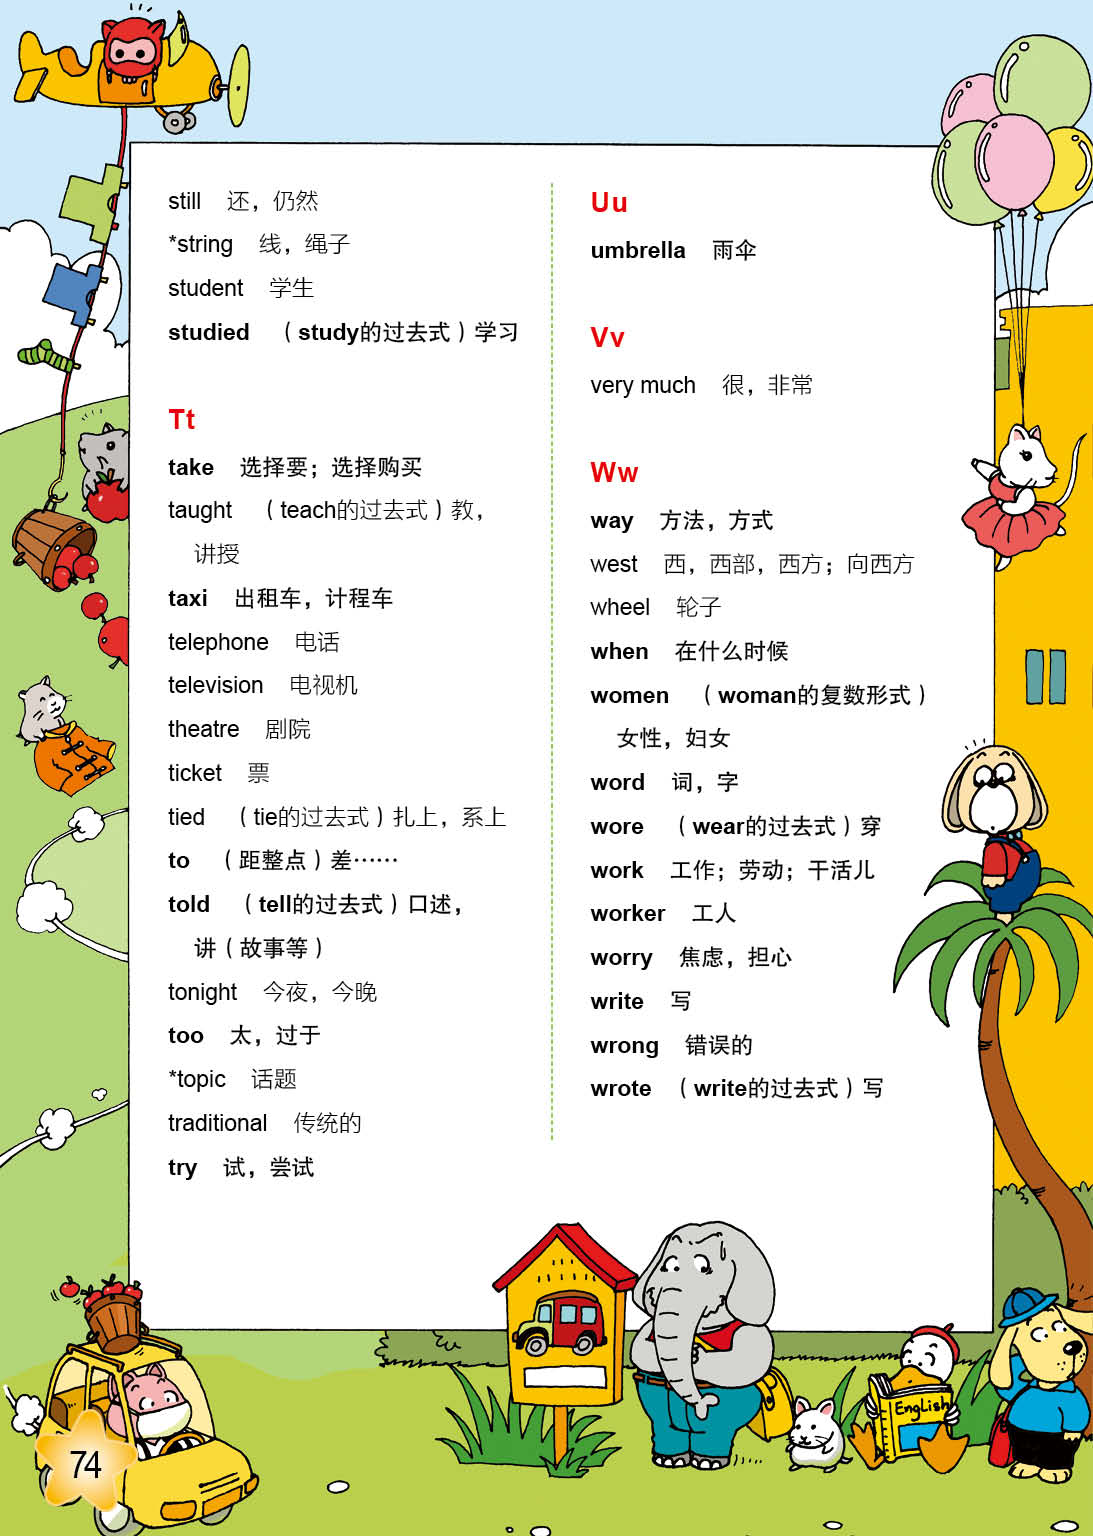 still 还，仍然
*string 线，绳子
student 学生
studied （study的过去式）学习
Tt
take 选择要；选择购买
taught （teach的过去式）教，
讲授
taxi 出租车，计程车
telephone 电话
television 电视机
theatre 剧院
ticket 票
tied （tie的过去式）扎上，系上
to （距整点）差……
told （tell的过去式）口述，
讲（故事等）
tonight 今夜，今晚
too 太，过于
*topic 话题
traditional 传统的
try 试，尝试
Uu
umbrella 雨伞
Vv
very much 很，非常
Ww
way 方法，方式
west 西，西部，西方；向西方
wheel 轮子
when 在什么时候
women （woman的复数形式）
女性，妇女
word 词，字
wore （wear的过去式）穿
work 工作；劳动；干活儿
worker 工人
worry 焦虑，担心
write 写
wrong 错误的
wrote （write的过去式）写
English
74